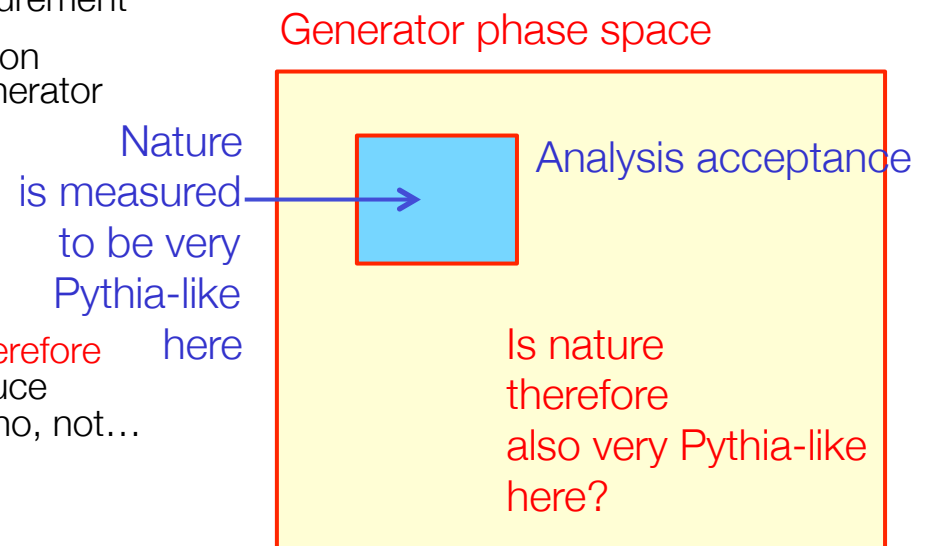 urement
on
nerator
Generator phase space
Nature
is measured
to be very
Pythia-like
here
Analysis acceptance
erefore
uce
no, not…
Is nature
therefore
also very Pythia-like
here?